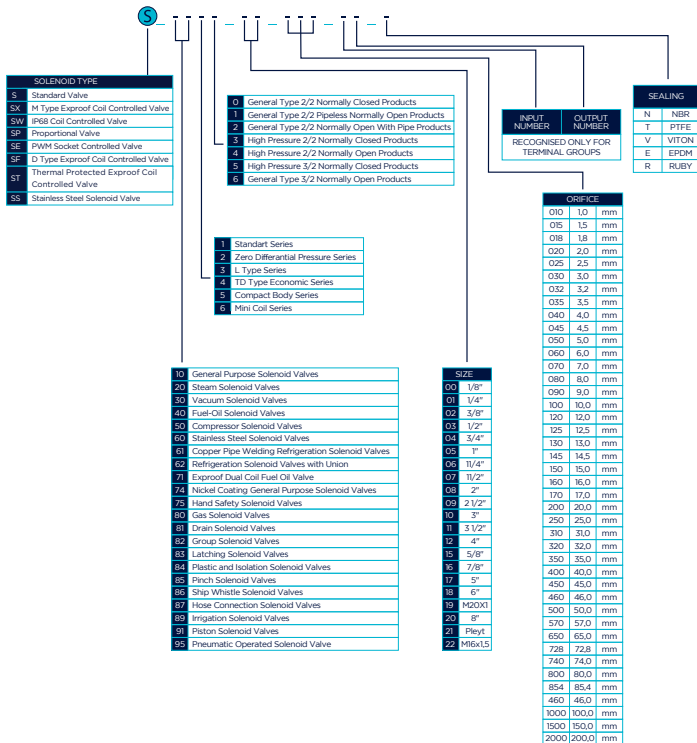 S
SOLENOID TYPE
S Standard Valve
SX M Type Exproof Coil Controlled Valve
SW IP68 Coil Controlled Valve
SP Proportional Valve
SE PWM Socket Controlled Valve
SF D Type Exproof Coil Controlled Valve
ST Thermal Protected Exproof Coil
Controlled Valve
SS Stainless Steel Solenoid Valve
0 General Type 2/2 Normally Closed Products
1 General Type 2/2 Pipeless Normally Open Products
2 General Type 2/2 Normally Open With Pipe Products
3 High Pressure 2/2 Normally Closed Products
4 High Pressure 2/2 Normally Open Products
5 High Pressure 3/2 Normally Closed Products
6 General Type 3/2 Normally Open Products
INPUT NUMBER OUTPUT NUMBER
RECOGNISED ONLY FOR
TERMINAL GROUPS
SEALING
N NBR
T PTFE
V VITON
E EPDM
R RUBY
1 Standart Series
2 Zero Differential Pressure Series
3 L Type Series
4 TD Type Economic Series
5 Compact Body Series
6 Mini Coil Series
10 General Purpose Solenoid Valves
20 Steam Solenoid Valves
30 Vacuum Solenoid Valves
40 Fuel-Oil Solenoid Valves
50 Compressor Solenoid Valves
60 Stainless Steel Solenoid Valves
61 Copper Pipe Welding Refrigeration Solenoid Valves
62 Refrigeration Solenoid Valves with Union
71 Exproof Dual Coil Fuel Oil Valve
74 Nickel Coating General Purpose Solenoid Valves
75 Hand Safety Solenoid Valves
80 Gas Solenoid Valves
81 Drain Solenoid Valves
82 Group Solenoid Valves
83 Latching Solenoid Valves
84 Plastic and Isolation Solenoid Valves
85 Pinch Solenoid Valves
86 Ship Whistle Solenoid Valves
87 Hose Connection Solenoid Valves
89 Irrigation Solenoid Valves
91 Piston Solenoid Valves
95 Pneumatic Operated Solenoid Valve
SIZE
00 1/8"
01 1/4"
02 3/8"
03 1/2"
04 3/4"
05 1"
06 11/4"
07 11/2"
08 2"
09 2 1/2"
10 3"
11 3 1/2"
12 4"
15 5/8"
16 7/8"
17 5"
18 6"
19 M20X1
20 8"
21 Pleyt
22 M16x1,5
ORIFICE
010 1,0 mm
015 1,5 mm
018 1,8 mm
020 2,0 mm
025 2,5 mm
030 3,0 mm
032 3,2 mm
035 3,5 mm
040 4,0 mm
045 4,5 mm
050 5,0 mm
060 6,0 mm
070 7,0 mm
080 8,0 mm
090 9,0 mm
100 10,0 mm
120 12,0 mm
125 12,5 mm
130 13,0 mm
145 14,5 mm
150 15,0 mm
160 16,0 mm
170 17,0 mm
200 20,0 mm
250 25,0 mm
310 31,0 mm
320 32,0 mm
350 35,0 mm
400 40,0 mm
450 45,0 mm
460 46,0 mm
500 50,0 mm
570 57,0 mm
650 65,0 mm
728 72,8 mm
740 74,0 mm
800 80,0 mm
854 85,4 mm
460 46,0 mm
1000 100,0 mm
1500 150,0 mm
2000 200,0 mm